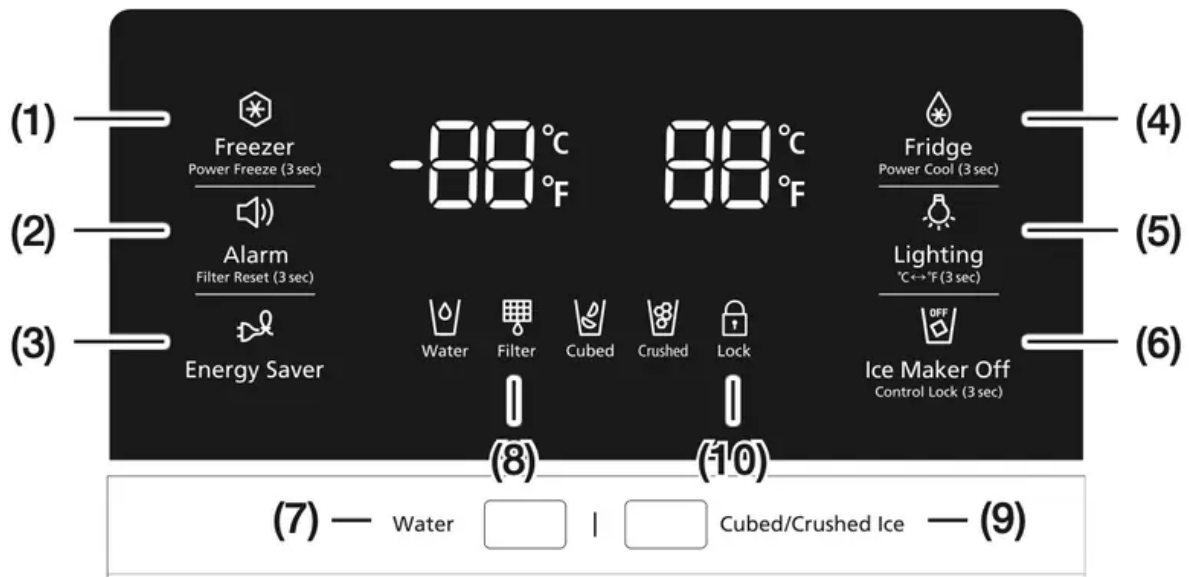 (1)
Freezer
Power Freeze (3 sec)
(2)
Alarm
Filter Reset (3 sec)
(3)
Energy Saver
-88 °C °F
88 °C °F
(4)
Fridge
Power Cool (3 sec)
(5)
Lighting
°C↔°F (3 sec)
OFF
(6)
Ice Maker Off
Control Lock (3 sec)
Water
Filter
Cubed
Crushed
Lock
(8)
(10)
(7) Water | Cubed/Crushed Ice (9)